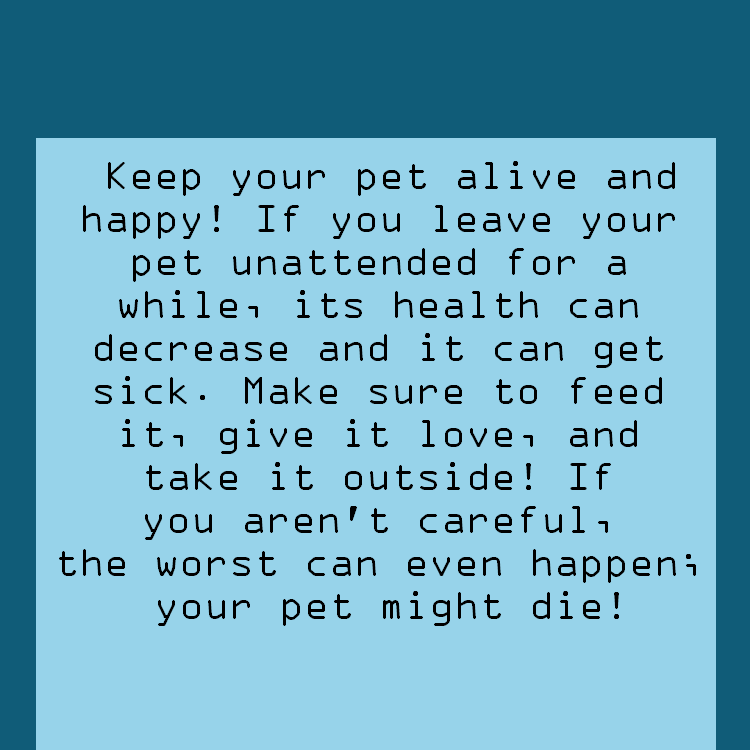 Keep your pet alive and
happy! If you leave your
pet unattended for a
while, its health can
decrease and it can get
sick. Make sure to feed
it, give it love, and
take it outside! If
you aren't careful,
the worst can even happen;
your pet might die!